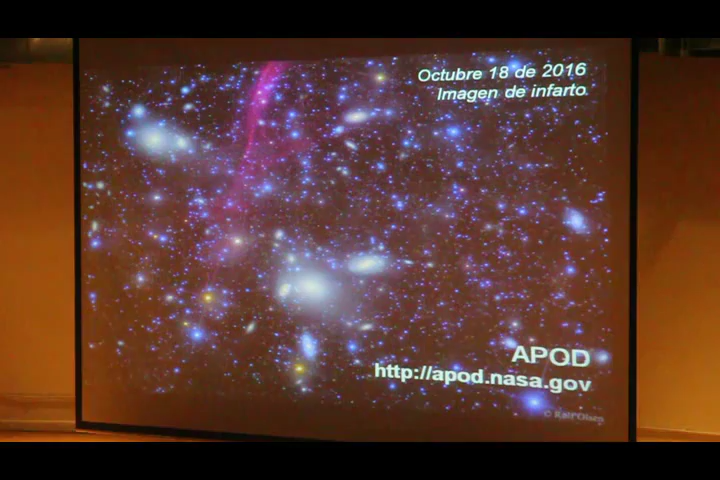 Octubre 18 de 2016
Imagen de infarto.
APOD
http://apod.nasa.gov
©